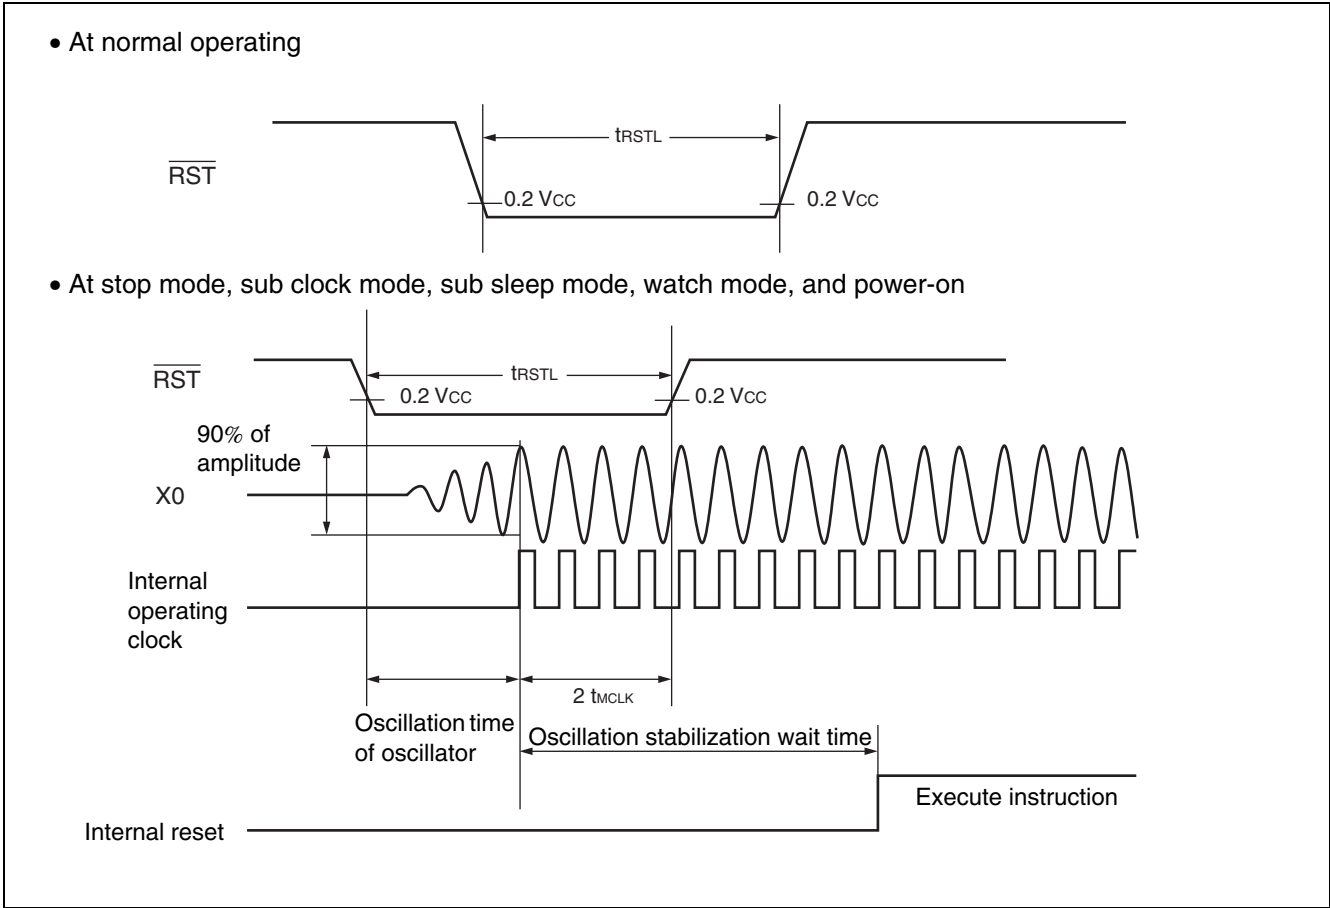 • At normal operating
tRSTL
RST
0.2 VCC
0.2 VCC
• At stop mode, sub clock mode, sub sleep mode, watch mode, and power-on
RST
tRSTL
0.2 VCC
0.2 VCC
90% of
amplitude
X0
Internal
operating
clock
2 tMCLK
Oscillation time
of oscillator
Oscillation stabilization wait time
Execute instruction
Internal reset